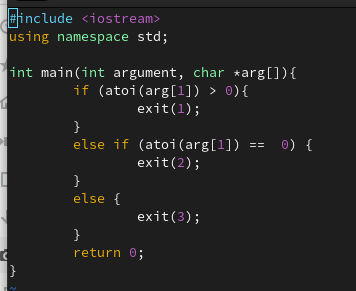 #include <iostream>
using namespace std;

int main(int argument, char *arg[]){
        if (atoi(arg[1]) > 0){
                exit(1);
        }
        else if (atoi(arg[1]) ==  0) {
                exit(2);
        }
        else {
                exit(3);
        }
        return 0;
}
~